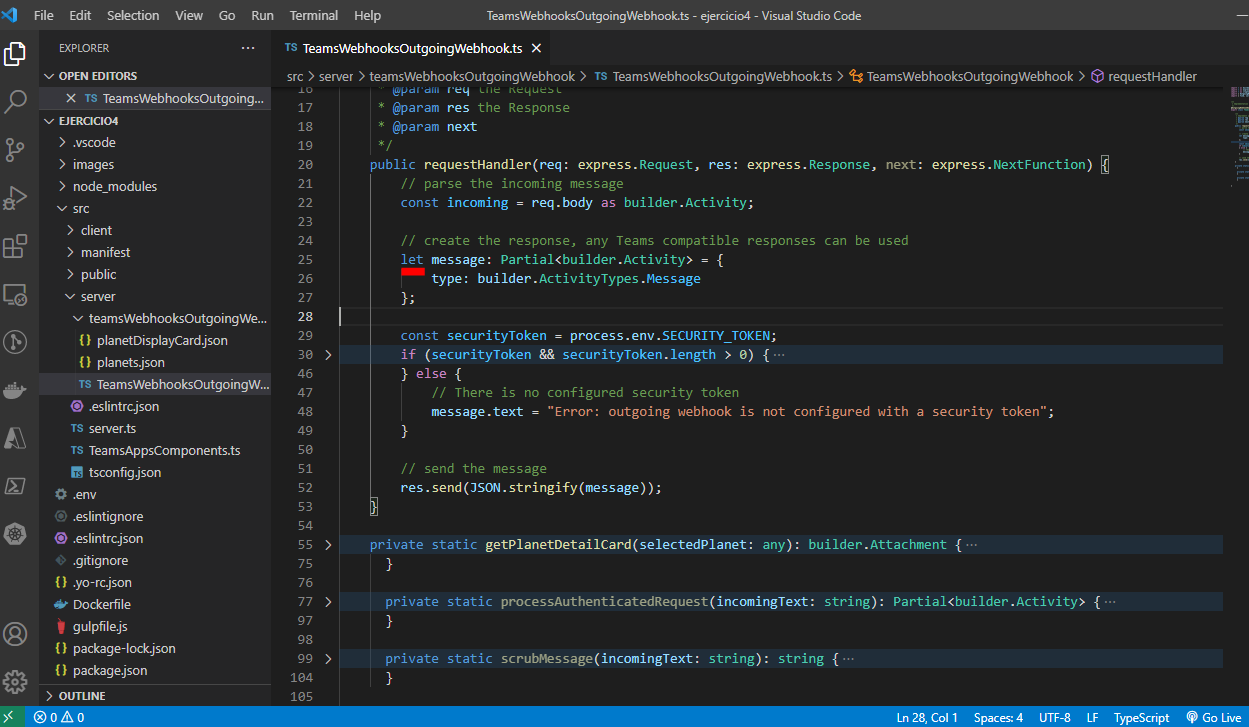 File Edit Selection View Go Run Terminal Help
TeamsWebhooksOutgoingWebhook.ts - ejercicio4 - Visual Studio Code
EXPLORER ···
OPEN EDITORS
TS TeamsWebhooksOutgoing...
EJERCICIO4
.vscode
images
node_modules
src
client
manifest
public
server
teamsWebhooksOutgoingWe...
{} planetDisplayCard.json
{} planets.json
TS TeamsWebhooksOutgoingW...
.eslintrc.json
TS server.ts
TS TeamsAppsComponents.ts
TS tsconfig.json
.env
.eslintignore
.eslintrc.json
.gitignore
{} .yo-rc.json
Dockerfile
gulpfile.js
{} package-lock.json
{} package.json
OUTLINE
TS TeamsWebhooksOutgoingWebhook.ts
src > server > teamsWebhooksOutgoingWebhook > TS TeamsWebhooksOutgoingWebhook.ts > TeamsWebhooksOutgoingWebhook > requestHandler
16 * @param req the Request
17 * @param res the Response
18 * @param next
19 */
20 public requestHandler(req: express.Request, res: express.Response, next: express.NextFunction) {
21 // parse the incoming message
22 const incoming = req.body as builder.Activity;
23
24 // create the response, any Teams compatible responses can be used
25 let message: Partial<builder.Activity> = {
26 type: builder.ActivityTypes.Message
27 };
28
29 const securityToken = process.env.SECURITY_TOKEN;
30 if (securityToken && securityToken.length > 0) { ···
46 } else {
47 // There is no configured security token
48 message.text = "Error: outgoing webhook is not configured with a security token";
49 }
50
51 // send the message
52 res.send(JSON.stringify(message));
53 }
54
55 private static getPlanetDetailCard(selectedPlanet: any): builder.Attachment { ···
75 }
76
77 private static processAuthenticatedRequest(incomingText: string): Partial<builder.Activity> { ···
97 }
98
99 private static scrubMessage(incomingText: string): string { ···
104 }
105
0 0
Ln 28, Col 1 Spaces: 4 UTF-8 LF TypeScript Go Live